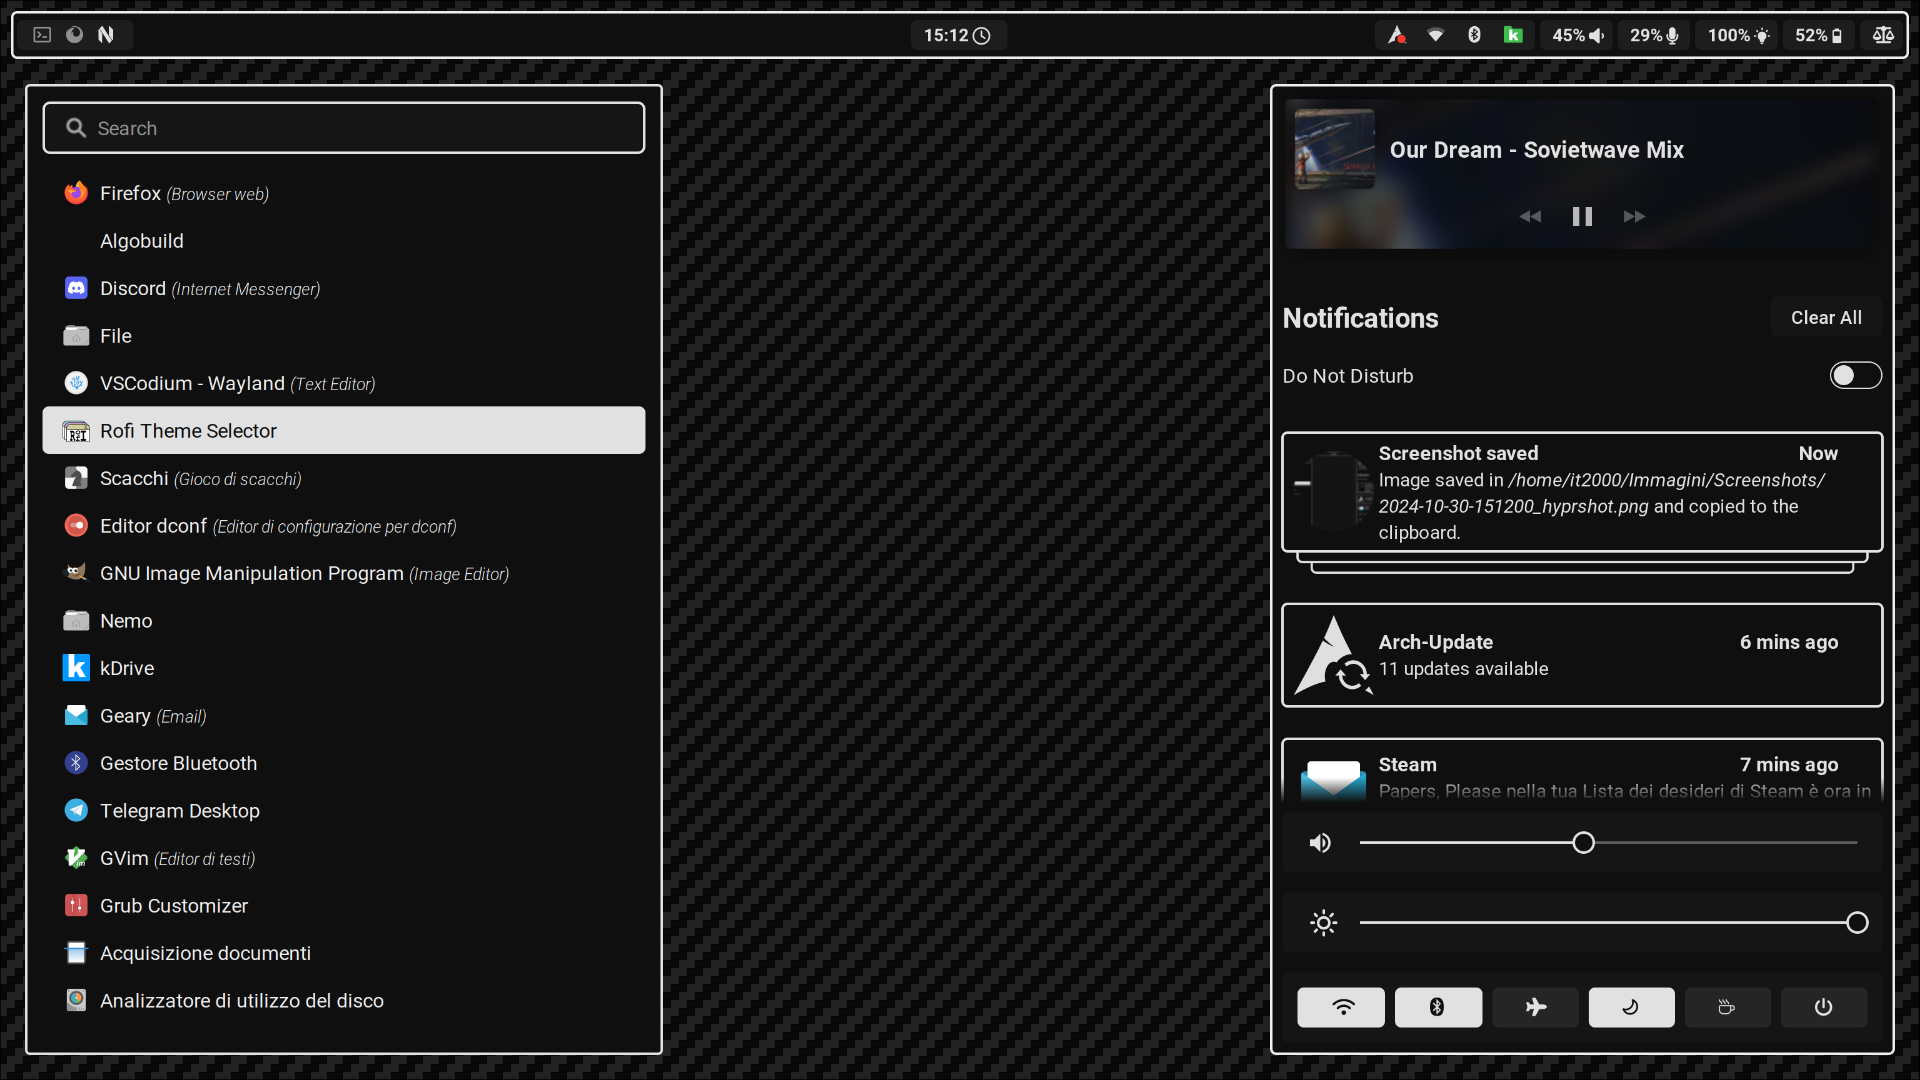 15:12
45%
29%
100%
52%
Search
Firefox (Browser web)
Algobuild
Discord (Internet Messenger)
File
VSCodium - Wayland (Text Editor)
Rofi Theme Selector
Scacchi (Gioco di scacchi)
Editor dconf (Editor di configurazione per dconf)
GNU Image Manipulation Program (Image Editor)
Nemo
kDrive
Geary (Email)
Gestore Bluetooth
Telegram Desktop
GVim (Editor di testi)
Grub Customizer
Acquisizione documenti
Analizzatore di utilizzo del disco
Our Dream - Sovietwave Mix
Notifications
Clear All
Do Not Disturb
Screenshot saved
Now
Image saved in /home/it2000/Immagini/Screenshots/
2024-10-30-151200_hyprshot.png and copied to the
clipboard.
Arch-Update
6 mins ago
11 updates available
Steam
7 mins ago
Papers, Please nella tua Lista dei desideri di Steam è ora in